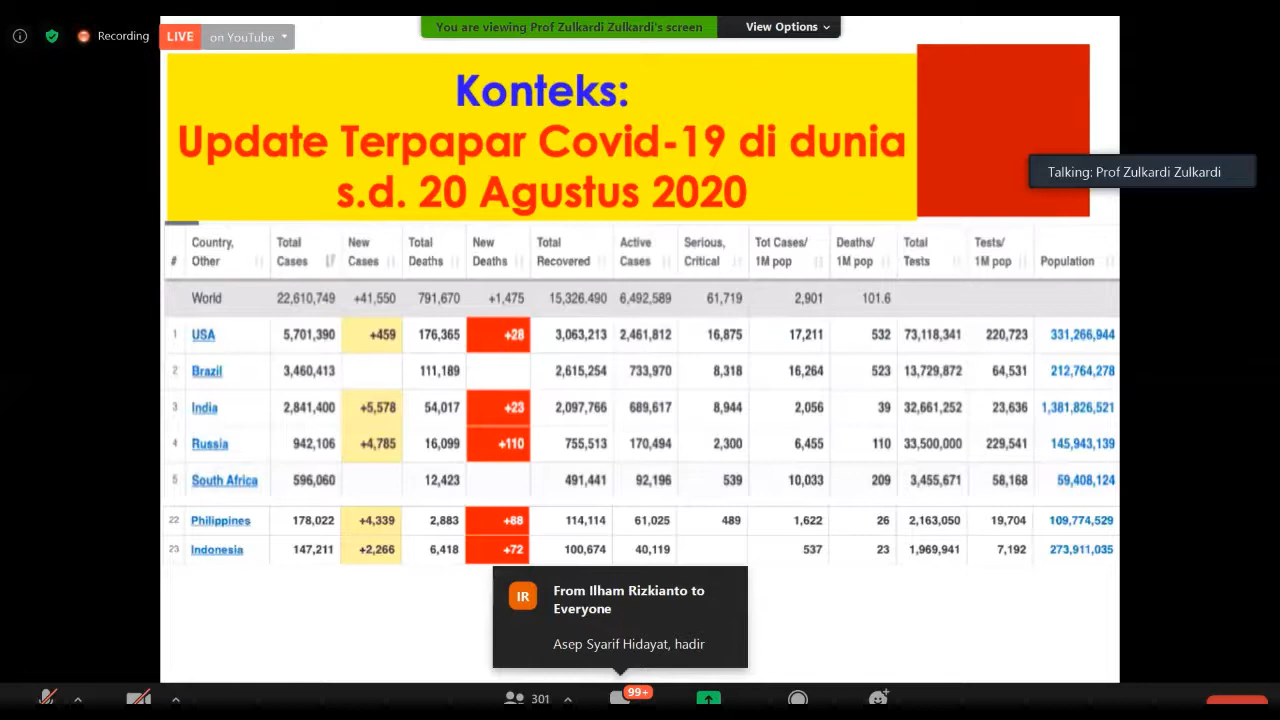 Recording
LIVE on YouTube
You are viewing Prof Zulkardi Zulkardi's screen
View Options
Konteks:
Update Terpapar Covid-19 di dunia
s.d. 20 Agustus 2020
Talking: Prof Zulkardi Zulkardi
# Country, Other Total Cases New Cases Total Deaths New Deaths Total Recovered Active Cases Serious, Critical Tot Cases/ 1M pop Deaths/ 1M pop Total Tests Tests/ 1M pop Population
World 22,610,749 +41,550 791,670 +1,475 15,326,490 6,492,589 61,719 2,901 101.6
1 USA 5,701,390 +459 176,365 +28 3,063,213 2,461,812 16,875 17,211 532 73,118,341 220,723 331,266,944
2 Brazil 3,460,413 111,189 2,615,254 733,970 8,318 16,264 523 13,729,872 64,531 212,764,278
3 India 2,841,400 +5,578 54,017 +23 2,097,766 689,617 8,944 2,056 39 32,661,252 23,636 1,381,826,521
4 Russia 942,106 +4,785 16,099 +110 755,513 170,494 2,300 6,455 110 33,500,000 229,541 145,943,139
5 South Africa 596,060 12,423 491,441 92,196 539 10,033 209 3,455,671 58,168 59,408,124
22 Philippines 178,022 +4,339 2,883 +88 114,114 61,025 489 1,622 26 2,163,050 19,704 109,774,529
23 Indonesia 147,211 +2,266 6,418 +72 100,674 40,119 537 23 1,969,941 7,192 273,911,035
IR
From Ilham Rizkianto to
Everyone
Asep Syarif Hidayat, hadir
301
99+